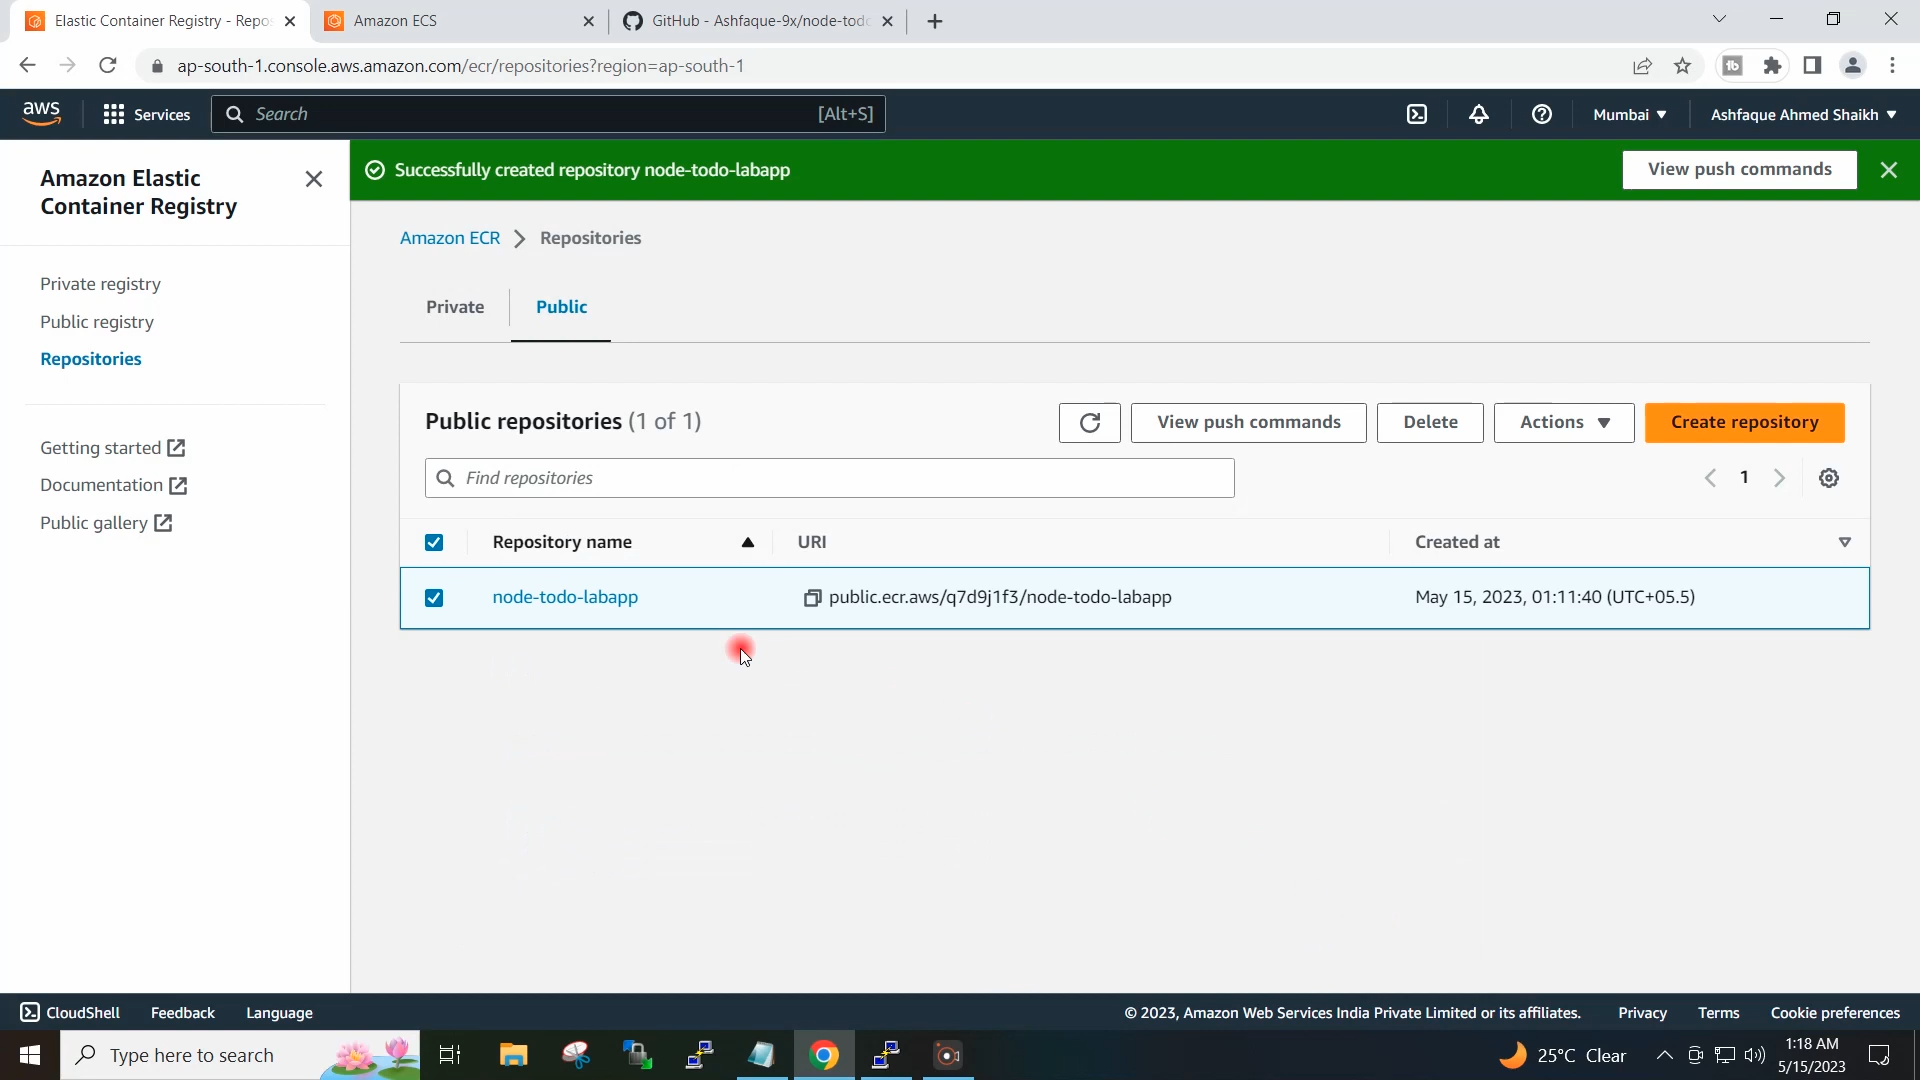 Elastic Container Registry - Repos
Amazon ECS
GitHub - Ashfaque-9x/node-todo
ap-south-1.console.aws.amazon.com/ecr/repositories?region=ap-south-1
aws
Services
Search
[Alt+S]
Mumbai
Ashfaque Ahmed Shaikh
Amazon Elastic
Container Registry
Private registry
Public registry
Repositories
Getting started
Documentation
Public gallery
Successfully created repository node-todo-labapp
View push commands
Amazon ECR
Repositories
Private
Public
Public repositories (1 of 1)
View push commands
Delete
Actions
Create repository
Find repositories
1
Repository name
URI
Created at
node-todo-labapp
public.ecr.aws/q7d9j1f3/node-todo-labapp
May 15, 2023, 01:11:40 (UTC+05.5)
CloudShell
Feedback
Language
© 2023, Amazon Web Services India Private Limited or its affiliates.
Privacy
Terms
Cookie preferences
Type here to search
25°C Clear
1:18 AM
5/15/2023